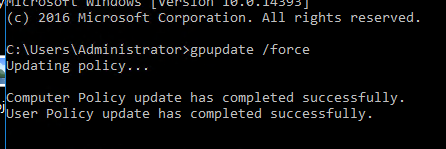 Microsoft Windows [Version 10.0.14393]
(c) 2016 Microsoft Corporation. All rights reserved.
C:\Users\Administrator>gpupdate /force
Updating policy...
Computer Policy update has completed successfully.
User Policy update has completed successfully.